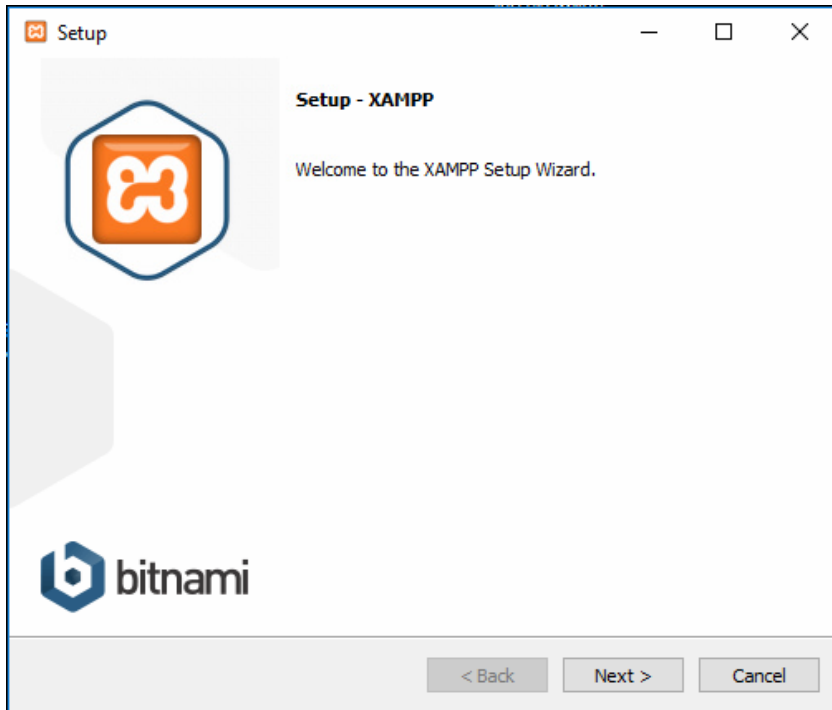 Setup
Setup - XAMPP
Welcome to the XAMPP Setup Wizard.
bitnami
< Back
Next >
Cancel